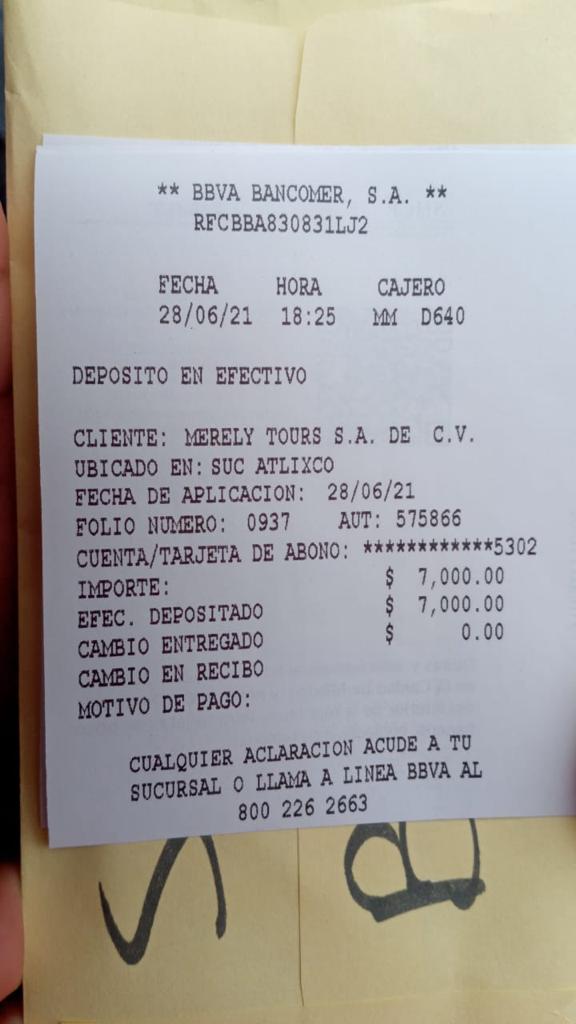 ** BBVA BANCOMER, S.A. **
RFCBBA830831LJ2
FECHA HORA CAJERO
28/06/21 18:25 MM D640
DEPOSITO EN EFECTIVO
CLIENTE: MERELY TOURS S.A. DE C.V.
UBICADO EN: SUC ATLIXCO
FECHA DE APLICACION: 28/06/21
FOLIO NUMERO: 0937 AUT: 575866
CUENTA/TARJETA DE ABONO: ************5302
IMPORTE: $ 7,000.00
EFEC. DEPOSITADO $ 7,000.00
CAMBIO ENTREGADO $ 0.00
CAMBIO EN RECIBO
MOTIVO DE PAGO:
CUALQUIER ACLARACION ACUDE A TU
SUCURSAL O LLAMA A LINEA BBVA AL
800 226 2663